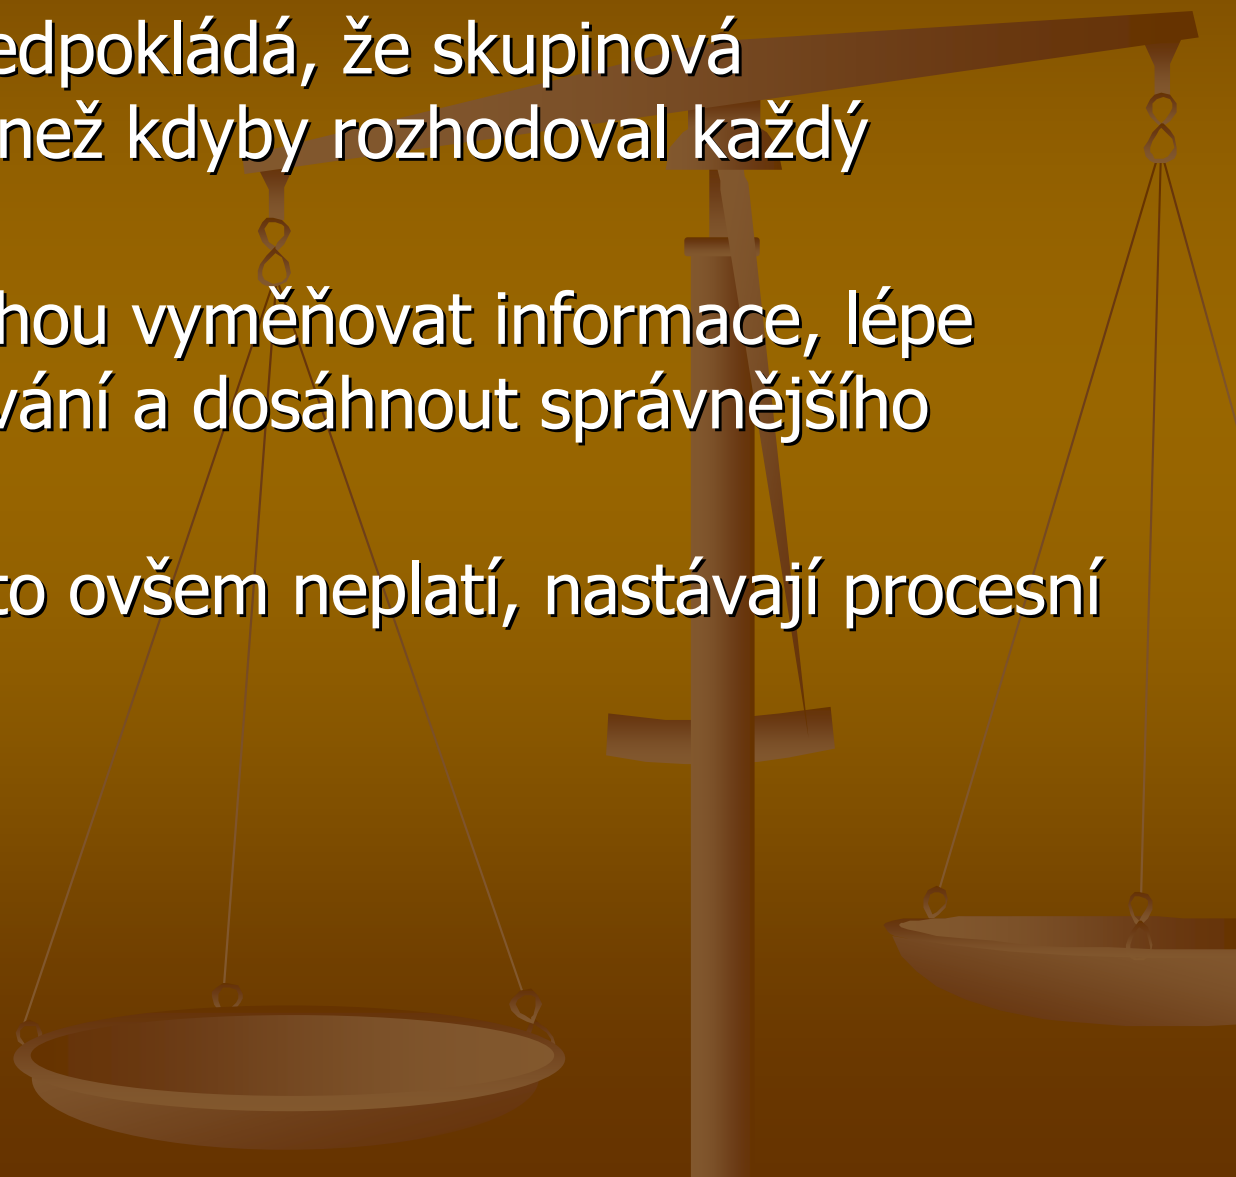 edpokládá, že skupinová
než kdyby rozhodoval každý
hou vyměňovat informace, lépe
vání a dosáhnout správnějšího
to ovšem neplatí, nastávají procesní